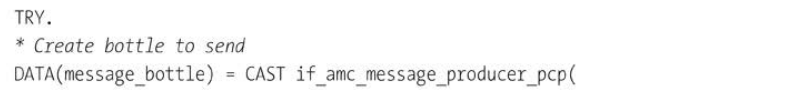 TRY.
* Create bottle to send
DATA(message_bottle) = CAST if_amc_message_producer_pcp(